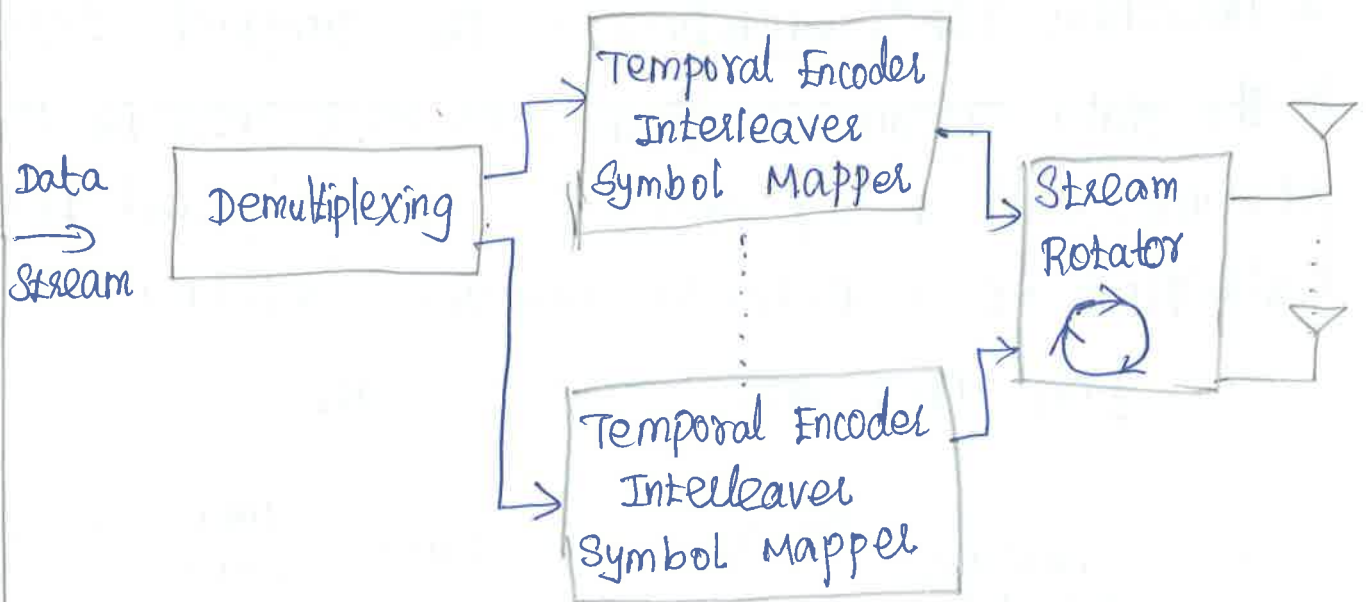 Data
Stream
Demultiplexing
Temporal Encoder
Interleaver
Symbol Mapper
Temporal Encoder
Interleaver
Symbol Mapper
Stream
Rotator